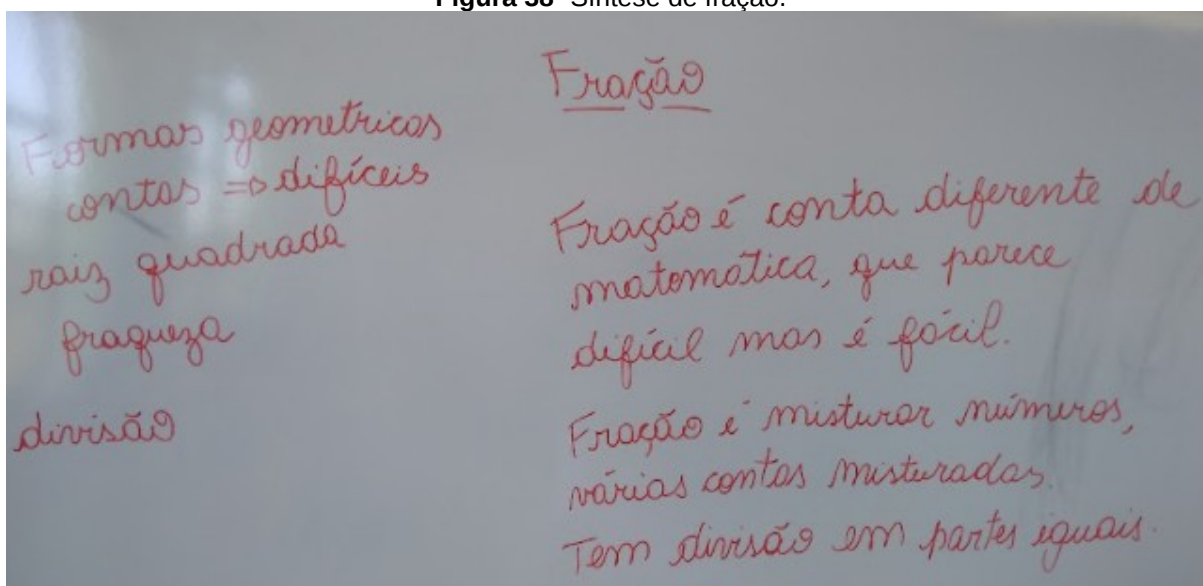 Figura 38- Síntese de fração.
Fração
Formas geometricas
contas => difíceis
raiz quadrada
fraqueza
divisão
Fração é conta diferente de
matemática, que parece
difícil mas é fácil.
Fração é misturar números,
várias contas misturadas.
Tem divisão em partes iguais.